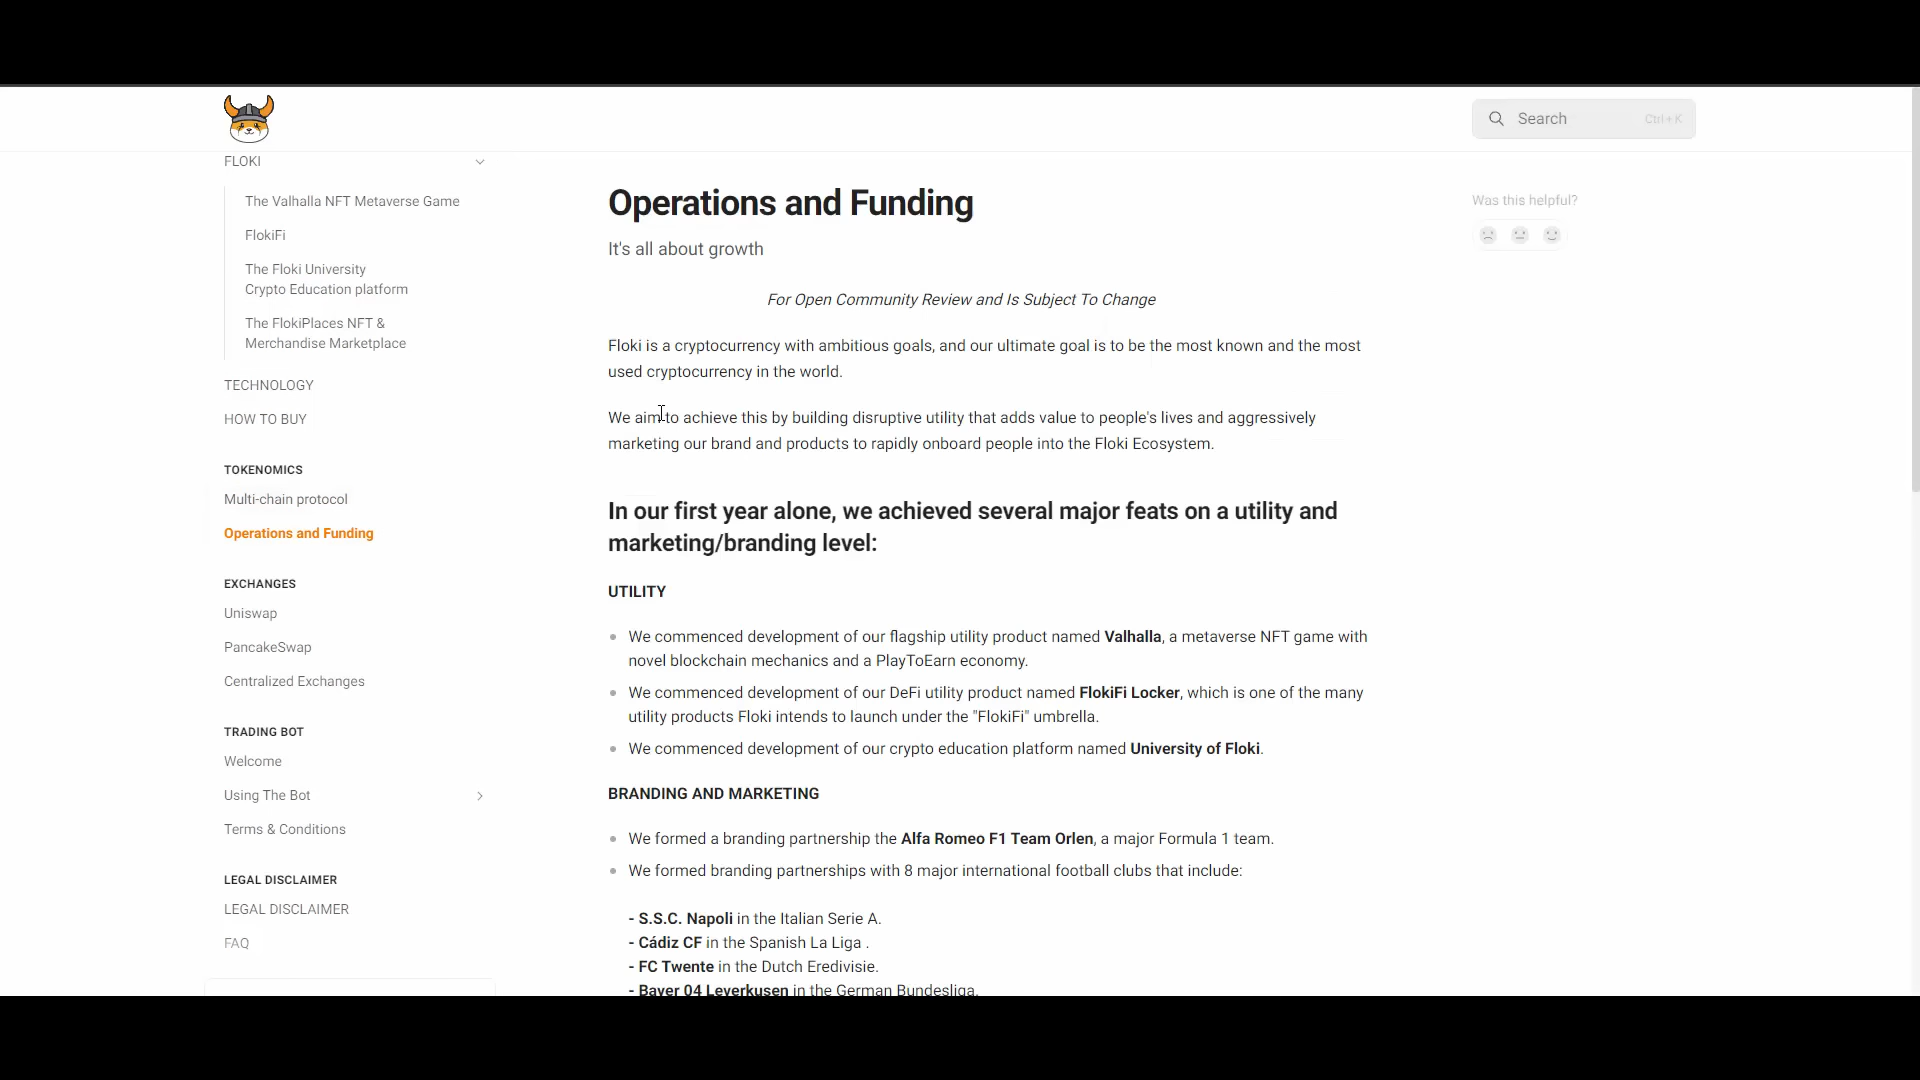 Search
Ctrl + K
FLOKI
The Valhalla NFT Metaverse Game
FlokiFi
The Floki University
Crypto Education platform
The FlokiPlaces NFT &
Merchandise Marketplace
TECHNOLOGY
HOW TO BUY
TOKENOMICS
Multi-chain protocol
Operations and Funding
EXCHANGES
Uniswap
PancakeSwap
Centralized Exchanges
TRADING BOT
Welcome
Using The Bot
Terms & Conditions
LEGAL DISCLAIMER
LEGAL DISCLAIMER
FAQ
Operations and Funding
It's all about growth
For Open Community Review and Is Subject To Change
Floki is a cryptocurrency with ambitious goals, and our ultimate goal is to be the most known and the most
used cryptocurrency in the world.
We aim to achieve this by building disruptive utility that adds value to people's lives and aggressively
marketing our brand and products to rapidly onboard people into the Floki Ecosystem.
In our first year alone, we achieved several major feats on a utility and
marketing/branding level:
UTILITY
We commenced development of our flagship utility product named Valhalla, a metaverse NFT game with
novel blockchain mechanics and a PlayToEarn economy.
We commenced development of our DeFi utility product named FlokiFi Locker, which is one of the many
utility products Floki intends to launch under the "FlokiFi" umbrella.
We commenced development of our crypto education platform named University of Floki.
BRANDING AND MARKETING
We formed a branding partnership the Alfa Romeo F1 Team Orlen, a major Formula 1 team.
We formed branding partnerships with 8 major international football clubs that include:
- S.S.C. Napoli in the Italian Serie A.
- Cádiz CF in the Spanish La Liga .
- FC Twente in the Dutch Eredivisie.
- Bayer 04 Leverkusen in the German Bundesliga.
Was this helpful?